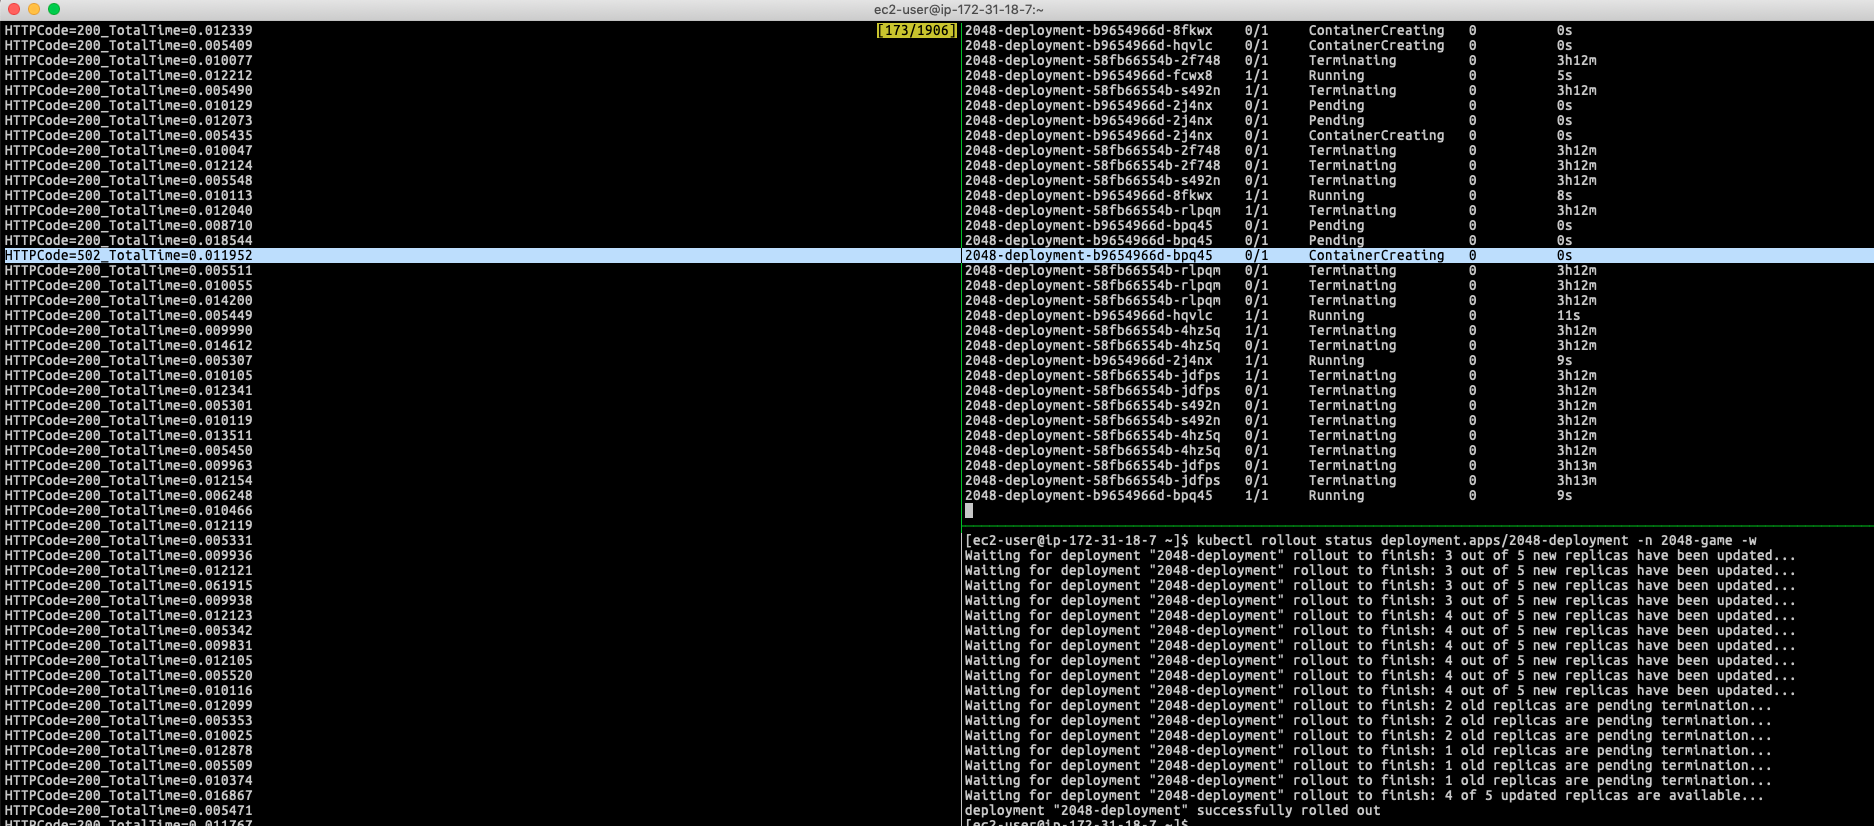 ec2-user@ip-172-31-18-7:~
HTTPCode=200_TotalTime=0.012339
[173/1906]
HTTPCode=200_TotalTime=0.005409
HTTPCode=200_TotalTime=0.010077
HTTPCode=200_TotalTime=0.012212
HTTPCode=200_TotalTime=0.005490
HTTPCode=200_TotalTime=0.010129
HTTPCode=200_TotalTime=0.012073
HTTPCode=200_TotalTime=0.005435
HTTPCode=200_TotalTime=0.010047
HTTPCode=200_TotalTime=0.012124
HTTPCode=200_TotalTime=0.005548
HTTPCode=200_TotalTime=0.010113
HTTPCode=200_TotalTime=0.012040
HTTPCode=200_TotalTime=0.008710
HTTPCode=200_TotalTime=0.018544
HTTPCode=502_TotalTime=0.011952
HTTPCode=200_TotalTime=0.005511
HTTPCode=200_TotalTime=0.010055
HTTPCode=200_TotalTime=0.014200
HTTPCode=200_TotalTime=0.005449
HTTPCode=200_TotalTime=0.009990
HTTPCode=200_TotalTime=0.014612
HTTPCode=200_TotalTime=0.005307
HTTPCode=200_TotalTime=0.010105
HTTPCode=200_TotalTime=0.012341
HTTPCode=200_TotalTime=0.005301
HTTPCode=200_TotalTime=0.010119
HTTPCode=200_TotalTime=0.013511
HTTPCode=200_TotalTime=0.005450
HTTPCode=200_TotalTime=0.009963
HTTPCode=200_TotalTime=0.012154
HTTPCode=200_TotalTime=0.006248
HTTPCode=200_TotalTime=0.010466
HTTPCode=200_TotalTime=0.012119
HTTPCode=200_TotalTime=0.005331
HTTPCode=200_TotalTime=0.009936
HTTPCode=200_TotalTime=0.012121
HTTPCode=200_TotalTime=0.061915
HTTPCode=200_TotalTime=0.009938
HTTPCode=200_TotalTime=0.012123
HTTPCode=200_TotalTime=0.005342
HTTPCode=200_TotalTime=0.009831
HTTPCode=200_TotalTime=0.012105
HTTPCode=200_TotalTime=0.005520
HTTPCode=200_TotalTime=0.010116
HTTPCode=200_TotalTime=0.012099
HTTPCode=200_TotalTime=0.005353
HTTPCode=200_TotalTime=0.010025
HTTPCode=200_TotalTime=0.012878
HTTPCode=200_TotalTime=0.005509
HTTPCode=200_TotalTime=0.010374
HTTPCode=200_TotalTime=0.016867
HTTPCode=200_TotalTime=0.005471
HTTPCode=200_TotalTime=0.011767
2048-deployment-b9654966d-8fkwx 0/1 ContainerCreating 0 0s
2048-deployment-b9654966d-hqvlc 0/1 ContainerCreating 0 0s
2048-deployment-58fb66554b-2f748 0/1 Terminating 0 3h12m
2048-deployment-b9654966d-fcwx8 1/1 Running 0 5s
2048-deployment-58fb66554b-s492n 1/1 Terminating 0 3h12m
2048-deployment-b9654966d-2j4nx 0/1 Pending 0 0s
2048-deployment-b9654966d-2j4nx 0/1 Pending 0 0s
2048-deployment-b9654966d-2j4nx 0/1 ContainerCreating 0 0s
2048-deployment-58fb66554b-2f748 0/1 Terminating 0 3h12m
2048-deployment-58fb66554b-2f748 0/1 Terminating 0 3h12m
2048-deployment-58fb66554b-s492n 0/1 Terminating 0 3h12m
2048-deployment-b9654966d-8fkwx 1/1 Running 0 8s
2048-deployment-58fb66554b-rlpqm 1/1 Terminating 0 3h12m
2048-deployment-b9654966d-bpq45 0/1 Pending 0 0s
2048-deployment-b9654966d-bpq45 0/1 Pending 0 0s
2048-deployment-b9654966d-bpq45 0/1 ContainerCreating 0 0s
2048-deployment-58fb66554b-rlpqm 0/1 Terminating 0 3h12m
2048-deployment-58fb66554b-rlpqm 0/1 Terminating 0 3h12m
2048-deployment-58fb66554b-rlpqm 0/1 Terminating 0 3h12m
2048-deployment-b9654966d-hqvlc 1/1 Running 0 11s
2048-deployment-58fb66554b-4hz5q 1/1 Terminating 0 3h12m
2048-deployment-58fb66554b-4hz5q 0/1 Terminating 0 3h12m
2048-deployment-b9654966d-2j4nx 1/1 Running 0 9s
2048-deployment-58fb66554b-jdfps 1/1 Terminating 0 3h12m
2048-deployment-58fb66554b-jdfps 0/1 Terminating 0 3h12m
2048-deployment-58fb66554b-s492n 0/1 Terminating 0 3h12m
2048-deployment-58fb66554b-s492n 0/1 Terminating 0 3h12m
2048-deployment-58fb66554b-4hz5q 0/1 Terminating 0 3h12m
2048-deployment-58fb66554b-4hz5q 0/1 Terminating 0 3h12m
2048-deployment-58fb66554b-jdfps 0/1 Terminating 0 3h13m
2048-deployment-58fb66554b-jdfps 0/1 Terminating 0 3h13m
2048-deployment-b9654966d-bpq45 1/1 Running 0 9s
[ec2-user@ip-172-31-18-7 ~]$ kubectl rollout status deployment.apps/2048-deployment -n 2048-game -w
Waiting for deployment "2048-deployment" rollout to finish: 3 out of 5 new replicas have been updated...
Waiting for deployment "2048-deployment" rollout to finish: 3 out of 5 new replicas have been updated...
Waiting for deployment "2048-deployment" rollout to finish: 3 out of 5 new replicas have been updated...
Waiting for deployment "2048-deployment" rollout to finish: 3 out of 5 new replicas have been updated...
Waiting for deployment "2048-deployment" rollout to finish: 4 out of 5 new replicas have been updated...
Waiting for deployment "2048-deployment" rollout to finish: 4 out of 5 new replicas have been updated...
Waiting for deployment "2048-deployment" rollout to finish: 4 out of 5 new replicas have been updated...
Waiting for deployment "2048-deployment" rollout to finish: 4 out of 5 new replicas have been updated...
Waiting for deployment "2048-deployment" rollout to finish: 4 out of 5 new replicas have been updated...
Waiting for deployment "2048-deployment" rollout to finish: 4 out of 5 new replicas have been updated...
Waiting for deployment "2048-deployment" rollout to finish: 2 old replicas are pending termination...
Waiting for deployment "2048-deployment" rollout to finish: 2 old replicas are pending termination...
Waiting for deployment "2048-deployment" rollout to finish: 2 old replicas are pending termination...
Waiting for deployment "2048-deployment" rollout to finish: 1 old replicas are pending termination...
Waiting for deployment "2048-deployment" rollout to finish: 1 old replicas are pending termination...
Waiting for deployment "2048-deployment" rollout to finish: 1 old replicas are pending termination...
Waiting for deployment "2048-deployment" rollout to finish: 4 of 5 updated replicas are available...
deployment "2048-deployment" successfully rolled out
[ec2-user@ip-172-31-18-7 ~]$